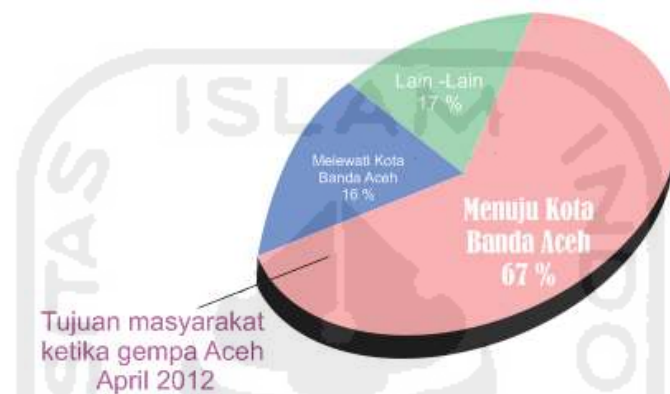 Lain -Lain
17 %
Melewati Kota
Banda Aceh
16 %
Menuju Kota
Banda Aceh
67 %
Tujuan masyarakat
ketika gempa Aceh
April 2012
ISLAM